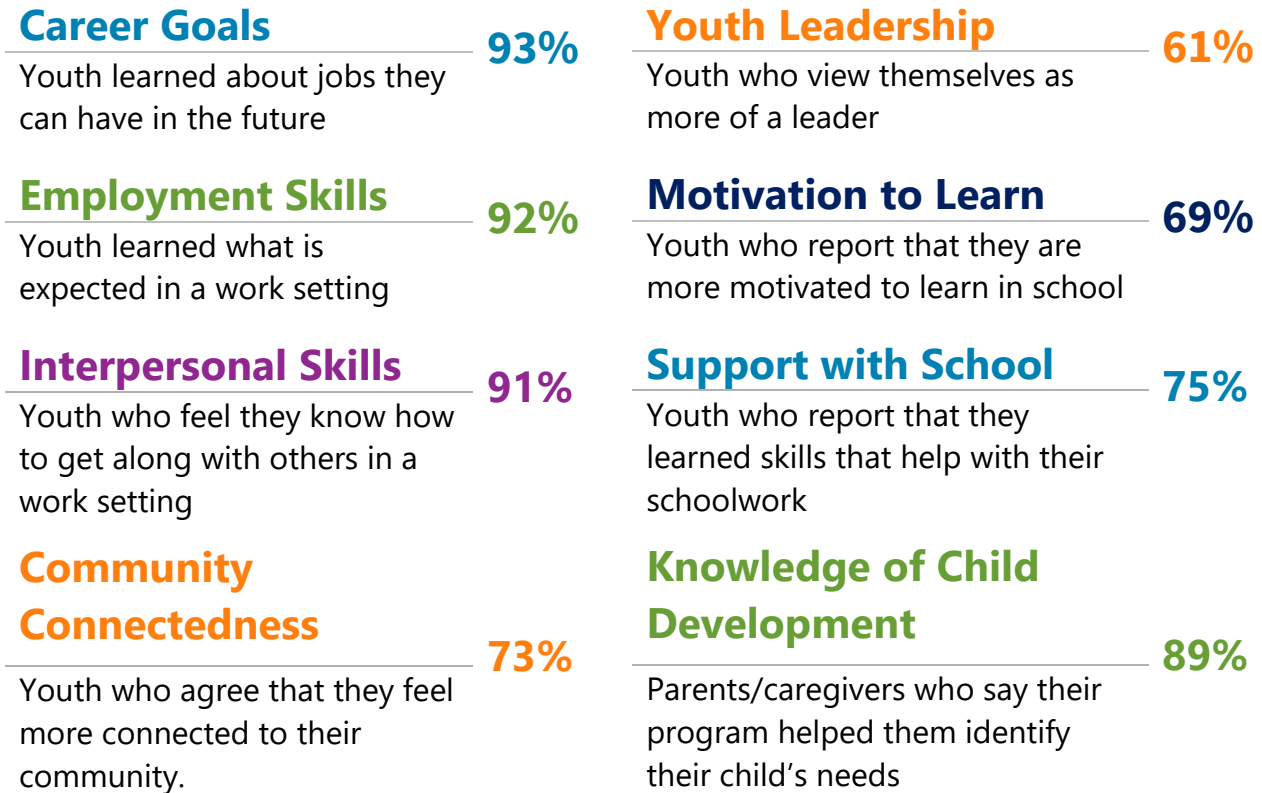 Career Goals
93%
Youth learned about jobs they
can have in the future
Employment Skills
92%
Youth learned what is
expected in a work setting
Interpersonal Skills
91%
Youth who feel they know how
to get along with others in a
work setting
Community
Connectedness
73%
Youth who agree that they feel
more connected to their
community.
Youth Leadership
61%
Youth who view themselves as
more of a leader
Motivation to Learn
69%
Youth who report that they are
more motivated to learn in school
Support with School
75%
Youth who report that they
learned skills that help with their
schoolwork
Knowledge of Child
Development
89%
Parents/caregivers who say their
program helped them identify
their child’s needs